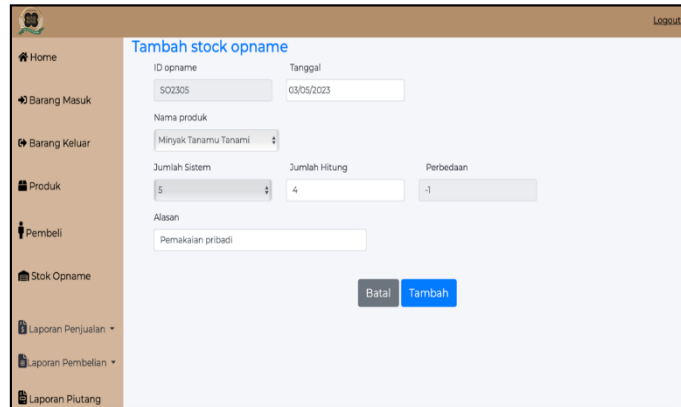 Logout
Home
Barang Masuk
Barang Keluar
Produk
Pembeli
Stok Opname
Laporan Penjualan
Laporan Pembelian
Laporan Piutang
Tambah stock opname
ID opname Tanggal
SO2305 03/05/2023
Nama produk
Minyak Tanamu Tanami
Jumlah Sistem Jumlah Hitung Perbedaan
5 4 -1
Alasan
Pemakaian pribadi
Batal Tambah